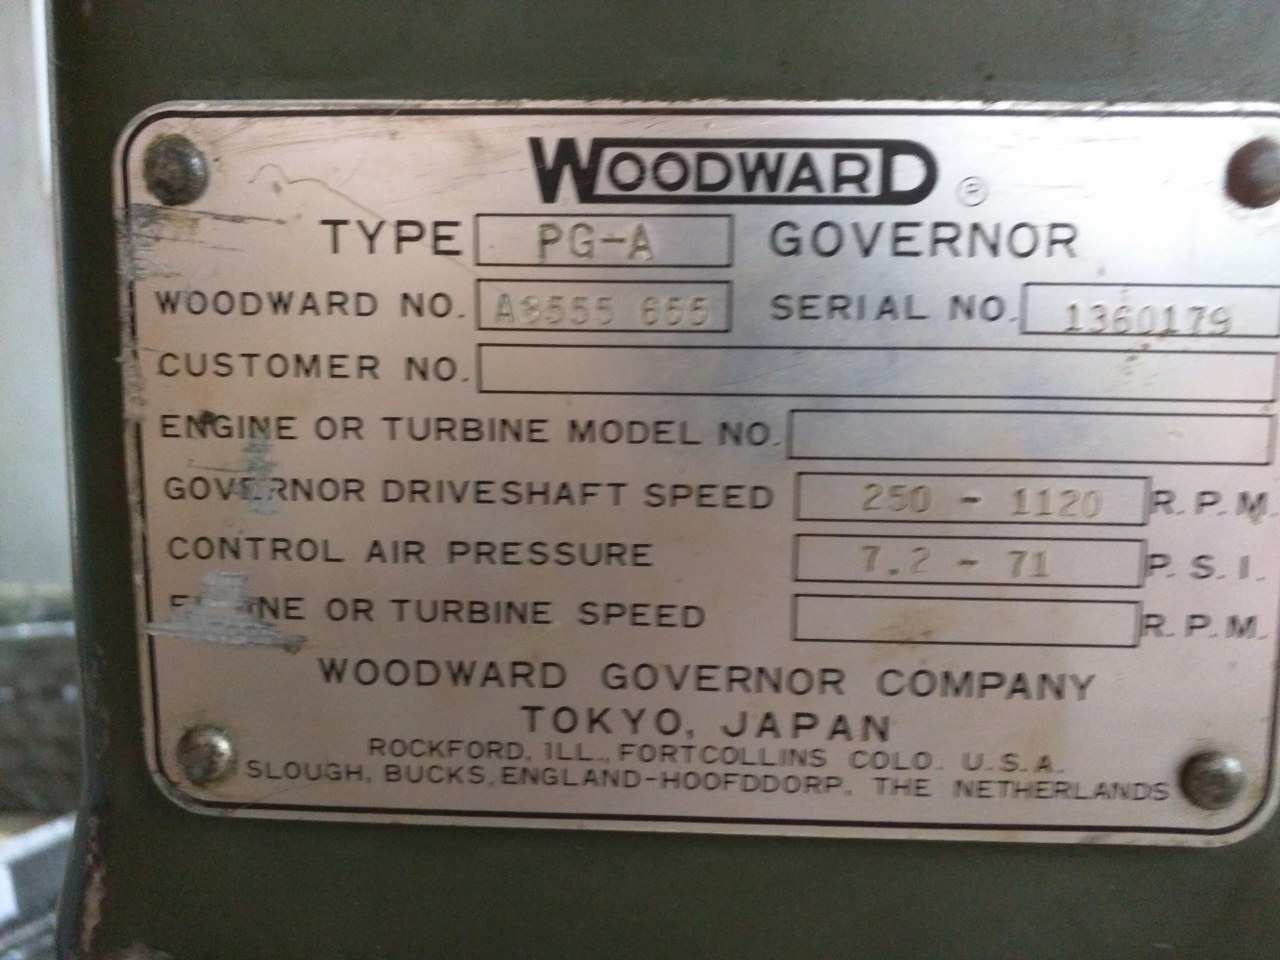 WOODWARD ®
TYPE PG-A GOVERNOR
WOODWARD NO. A8555 655 SERIAL NO. 1360179
CUSTOMER NO.
ENGINE OR TURBINE MODEL NO.
GOVERNOR DRIVESHAFT SPEED 250 - 1120 R.P.M.
CONTROL AIR PRESSURE 7.2 - 71 P.S.I.
ENGINE OR TURBINE SPEED R.P.M.
WOODWARD GOVERNOR COMPANY
TOKYO, JAPAN
ROCKFORD, ILL., FORTCOLLINS COLO. U.S.A.
SLOUGH, BUCKS, ENGLAND-HOOFDDORP, THE NETHERLANDS